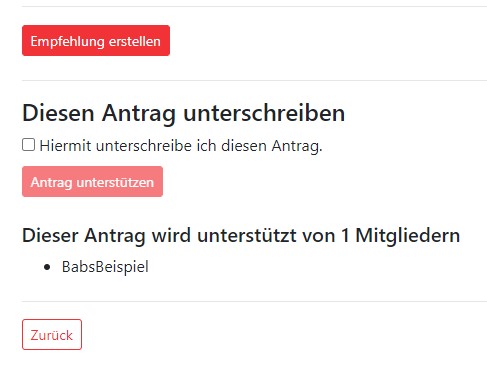 Empfehlung erstellen
Diesen Antrag unterschreiben
Hiermit unterschreibe ich diesen Antrag.
Antrag unterstützen
Dieser Antrag wird unterstützt von 1 Mitgliedern
BabsBeispiel
Zurück